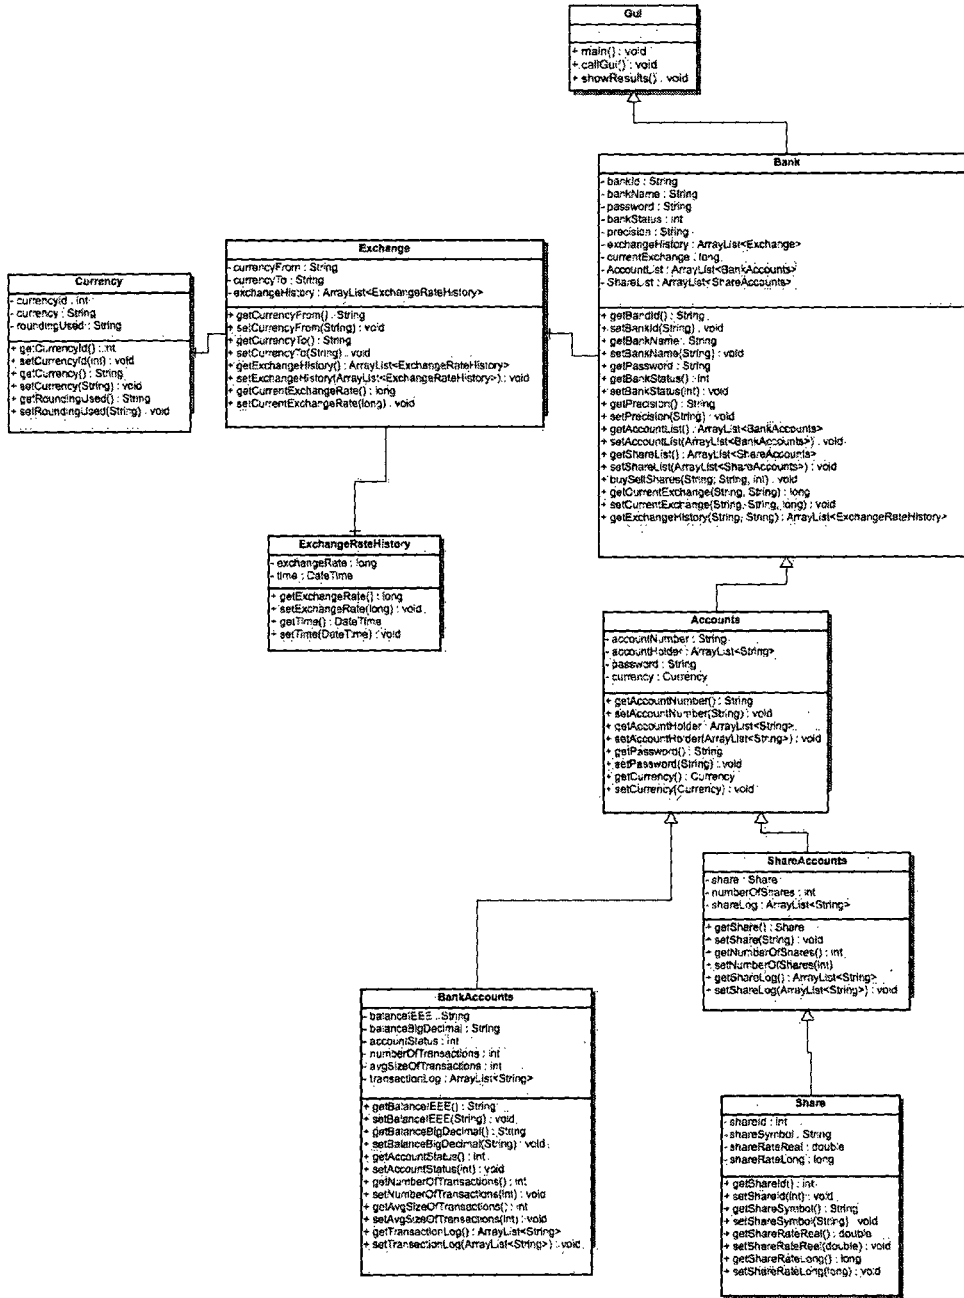 Gui
+ main() : void
+ callGui() : void
+ showResults() : void
Bank
- bankId : String
- bankName : String
- password : String
- bankStatus : int
- precision : String
- exchangeHistory : ArrayList<Exchange>
- currentExchange : long
- AccountList : ArrayList<BankAccounts>
- ShareList : ArrayList<ShareAccounts>
+ getBandId() : String
+ setBankId(String) : void
+ getBankName : String
+ setBankName(String) : void
+ getPassword : String
+ getBankStatus() : int
+ setBankStatus(int) : void
+ getPrecision() : String
+ setPrecision(String) : void
+ getAccountList() : ArrayList<BankAccounts>
+ setAccountList(ArrayList<BankAccounts>) : void
+ getShareList() : ArrayList<ShareAccounts>
+ setShareList(ArrayList<ShareAccounts>) : void
+ buySellShares(String, String, int) : void
+ getCurrentExchange(String, String) : long
+ setCurrentExchange(String, String, long) : void
+ getExchangeHistory(String, String) : ArrayList<ExchangeRateHistory>
Exchange
- currencyFrom : String
- currencyTo : String
- exchangeHistory : ArrayList<ExchangeRateHistory>
+ getCurrencyFrom() : String
+ setCurrencyFrom(String) : void
+ getCurrencyTo() : String
+ setCurrencyTo(String) : void
+ getExchangeHistory() : ArrayList<ExchangeRateHistory>
+ setExchangeHistory(ArrayList<ExchangeRateHistory>) : void
+ getCurrentExchangeRate() : long
+ setCurrentExchangeRate(long) : void
Currency
- currencyId : int
- currency : String
- roundingUsed : String
+ getCurrencyId() : int
+ setCurrencyId(int) : void
+ getCurrency() : String
+ setCurrency(String) : void
+ getRoundingUsed() : String
+ setRoundingUsed(String) : void
ExchangeRateHistory
- exchangeRate : long
- time : DateTime
+ getExchangeRate() : long
+ setExchangeRate(long) : void
+ getTime() : DateTime
+ setTime(DateTime) : void
Accounts
- accountNumber : String
- accountHolder : ArrayList<String>
- password : String
- currency : Currency
+ getAccountNumber() : String
+ setAccountNumber(String) : void
+ getAccountHolder : ArrayList<String>
+ setAccountHolder(ArrayList<String>) : void
+ getPassword() : String
+ setPassword(String) : void
+ getCurrency() : Currency
+ setCurrency(Currency) : void
ShareAccounts
- share : Share
- numberOfShares : int
- shareLog : ArrayList<String>
+ getShare() : Share
+ setShare(String) : void
+ getNumberOfShares() : int
+ setNumberOfShares(int)
+ getShareLog() : ArrayList<String>
+ setShareLog(ArrayList<String>) : void
BankAccounts
- balanceIEEE : String
- balanceBigDecimal : String
- accountStatus : int
- numberOfTransactions : int
- avgSizeOfTransactions : int
- transactionLog : ArrayList<String>
+ getBalanceIEEE() : String
+ setBalanceIEEE(String) : void
+ getBalanceBigDecimal() : String
+ setBalanceBigDecimal(String) : void
+ getAccountStatus() : int
+ setAccountStatus(int) : void
+ getNumberOfTransactions() : int
+ setNumberOfTransactions(int) : void
+ getAvgSizeOfTransactions() : int
+ setAvgSizeOfTransactions(int) : void
+ getTransactionLog() : ArrayList<String>
+ setTransactionLog(ArrayList<String>) : void
Share
- shareId : int
- shareSymbol : String
- shareRateReal : double
- shareRateLong : long
+ getShareId() : int
+ setShareId(int) : void
+ getShareSymbol() : String
+ setShareSymbol(String) : void
+ getShareRateReal() : double
+ setShareRateReal(double) : void
+ getShareRateLong() : long
+ setShareRateLong(long) : void